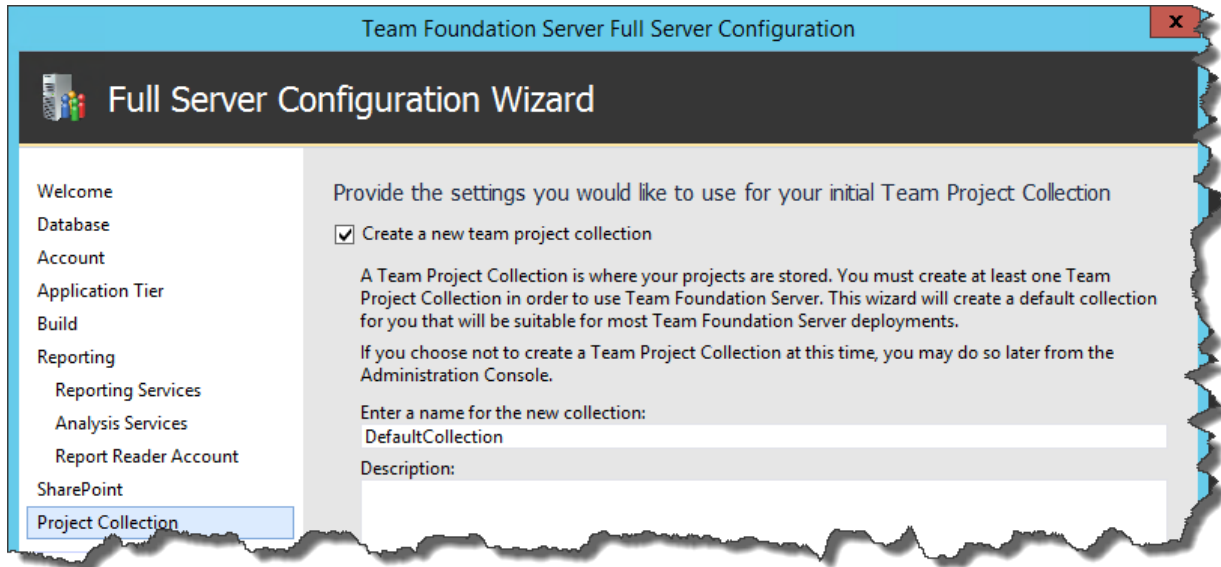 Team Foundation Server Full Server Configuration
x
Full Server Configuration Wizard
Welcome
Database
Account
Application Tier
Build
Reporting
Reporting Services
Analysis Services
Report Reader Account
SharePoint
Project Collection
Provide the settings you would like to use for your initial Team Project Collection
Create a new team project collection
A Team Project Collection is where your projects are stored. You must create at least one Team
Project Collection in order to use Team Foundation Server. This wizard will create a default collection
for you that will be suitable for most Team Foundation Server deployments.
If you choose not to create a Team Project Collection at this time, you may do so later from the
Administration Console.
Enter a name for the new collection:
DefaultCollection
Description: